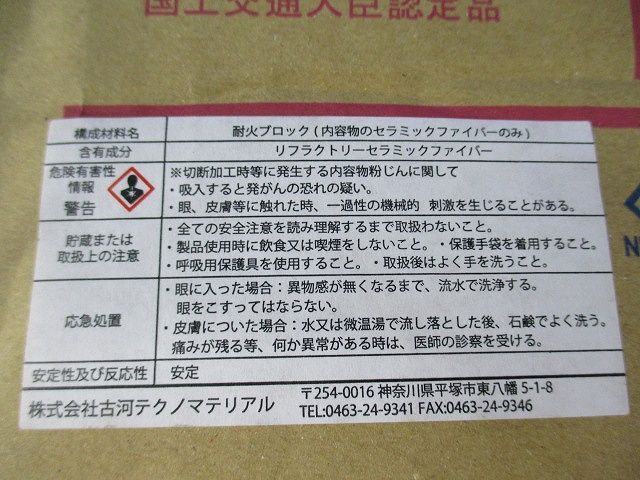 国土交通大臣認定品
構成材料名 耐火ブロック(内容物のセラミックファイバーのみ)
含有成分 リフラクトリーセラミックファイバー
危険有害性
情報
警告
※切断加工時等に発生する内容物粉じんに関して
・吸入すると発がんの恐れの疑い。
・眼、皮膚等に触れた時、一過性の機械的 刺激を生じることがある。
貯蔵または
取扱上の注意
・全ての安全注意を読み理解するまで取扱わないこと。
・製品使用時に飲食又は喫煙をしないこと。・保護手袋を着用すること。
・呼吸用保護具を使用すること。・取扱後はよく手を洗うこと。
応急処置
・眼に入った場合:異物感が無くなるまで、流水で洗浄する。
眼をこすってはならない。
・皮膚についた場合:水又は微温湯で流し落とした後、石鹸でよく洗う。
痛みが残る等、何か異常がある時は、医師の診察を受ける。
安定性及び反応性 安定
株式会社古河テクノマテリアル
〒254-0016 神奈川県平塚市東八幡 5-1-8
TEL:0463-24-9341 FAX:0463-24-9346